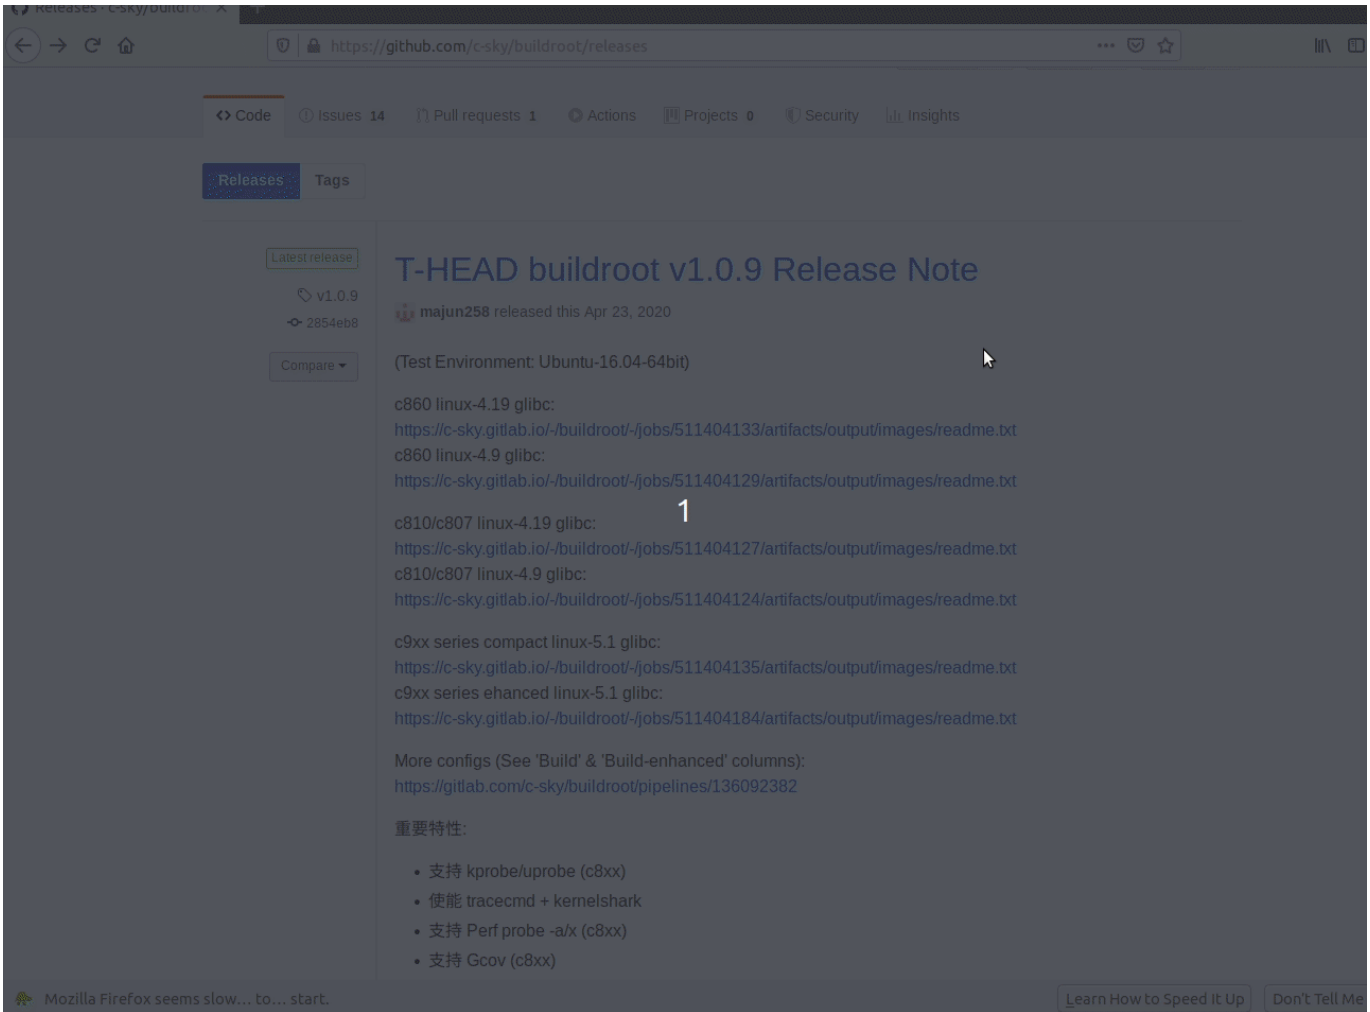 Releases · c-sky/buildro
https://github.com/c-sky/buildroot/releases
Code Issues 14 Pull requests 1 Actions Projects 0 Security Insights
Releases Tags
Latest release
v1.0.9
2854eb8
Compare
T-HEAD buildroot v1.0.9 Release Note
majun258 released this Apr 23, 2020
(Test Environment: Ubuntu-16.04-64bit)
c860 linux-4.19 glibc:
https://c-sky.gitlab.io/-/buildroot/-/jobs/511404133/artifacts/output/images/readme.txt
c860 linux-4.9 glibc:
https://c-sky.gitlab.io/-/buildroot/-/jobs/511404129/artifacts/output/images/readme.txt
1
c810/c807 linux-4.19 glibc:
https://c-sky.gitlab.io/-/buildroot/-/jobs/511404127/artifacts/output/images/readme.txt
c810/c807 linux-4.9 glibc:
https://c-sky.gitlab.io/-/buildroot/-/jobs/511404124/artifacts/output/images/readme.txt
c9xx series compact linux-5.1 glibc:
https://c-sky.gitlab.io/-/buildroot/-/jobs/511404135/artifacts/output/images/readme.txt
c9xx series ehanced linux-5.1 glibc:
https://c-sky.gitlab.io/-/buildroot/-/jobs/511404184/artifacts/output/images/readme.txt
More configs (See 'Build' & 'Build-enhanced' columns):
https://gitlab.com/c-sky/buildroot/pipelines/136092382
重要特性:
• 支持 kprobe/uprobe (c8xx)
• 使能 tracecmd + kernelshark
• 支持 Perf probe -a/x (c8xx)
• 支持 Gcov (c8xx)
Mozilla Firefox seems slow... to... start.
Learn How to Speed It Up
Don't Tell Me